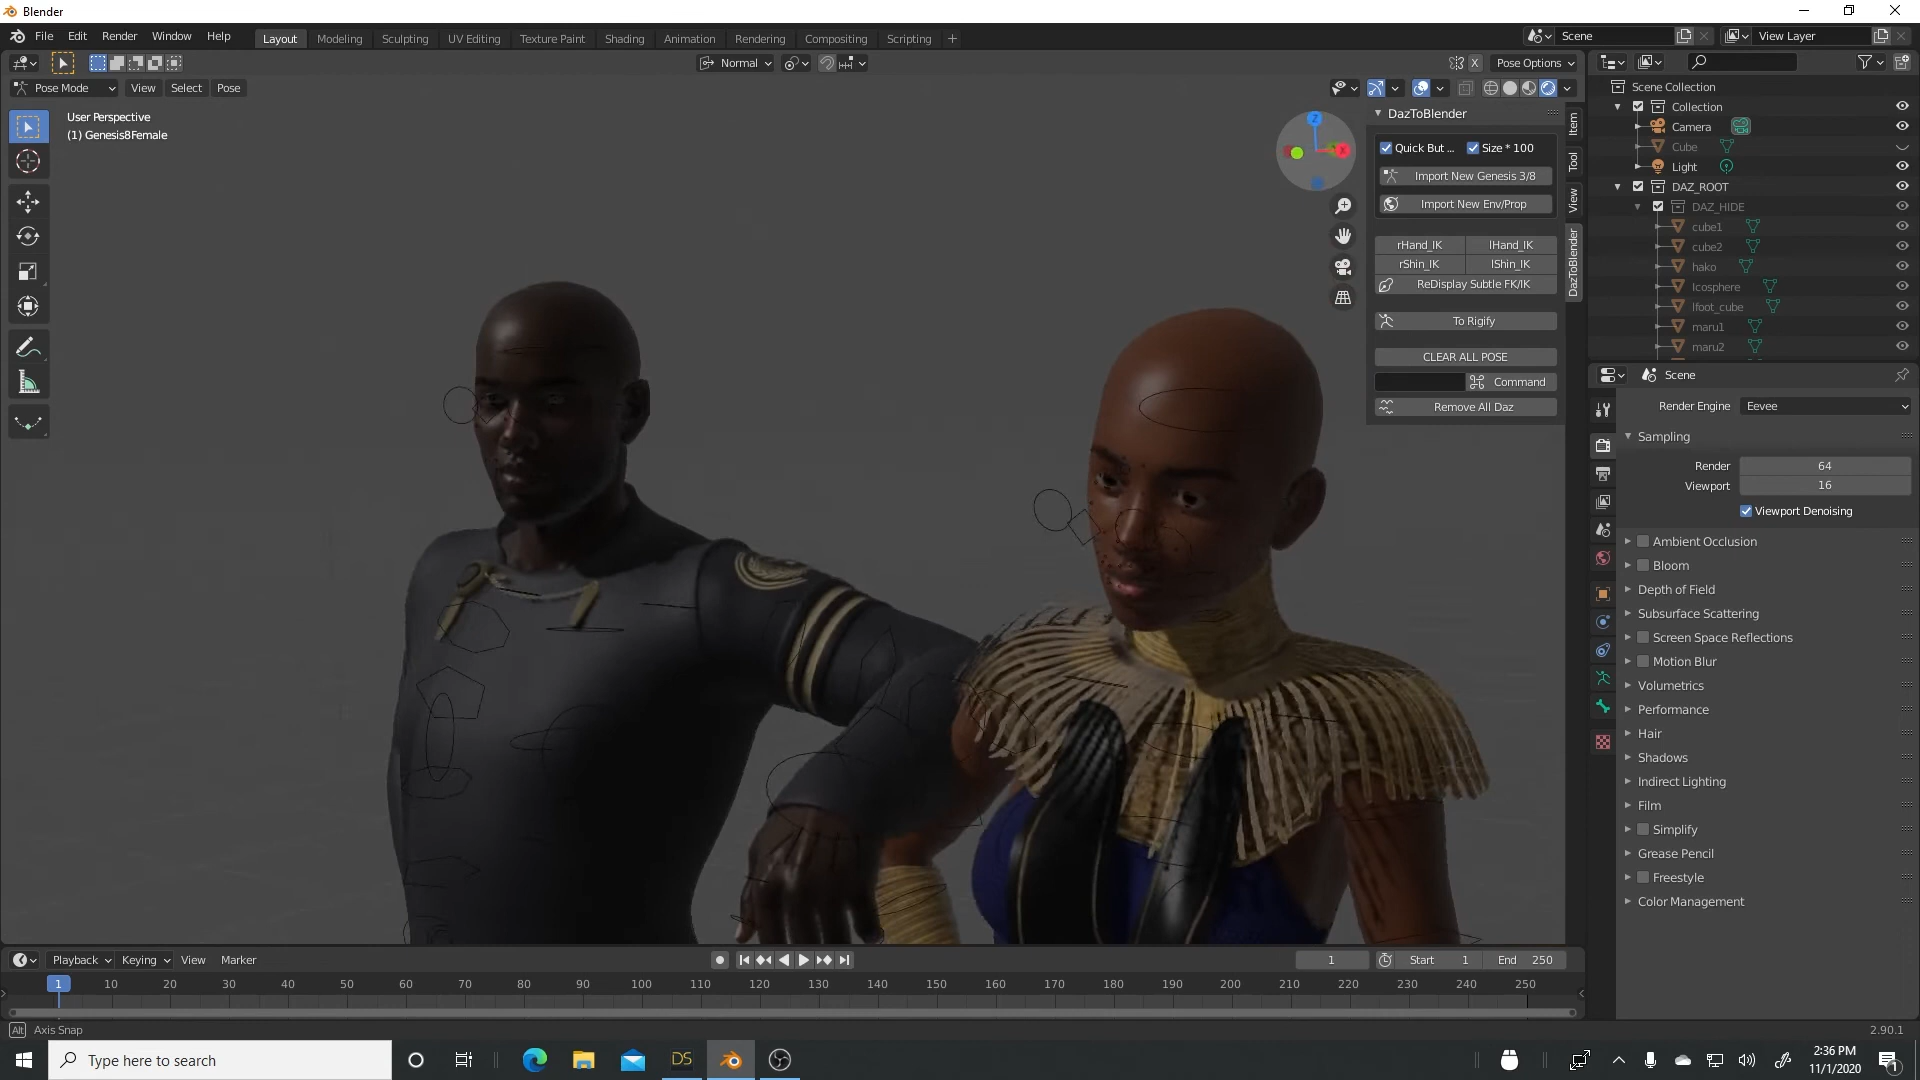 Blender
File Edit Render Window Help Layout Modeling Sculpting UV Editing Texture Paint Shading Animation Rendering Compositing Scripting + Scene View Layer
Normal X Pose Options
Pose Mode View Select Pose
User Perspective
(1) Genesis8Female
Z
X
DazToBlender
Quick But ... Size * 100
Import New Genesis 3/8
Import New Env/Prop
rHand_IK lHand_IK
rShin_IK lShin_IK
ReDisplay Subtle FK/IK
To Rigify
CLEAR ALL POSE
Command
Remove All Daz
Item
Tool
View
DazToBlender
Scene Collection
Collection
Camera
Cube
Light
DAZ_ROOT
DAZ_HIDE
cube1
cube2
hako
Icosphere
lfoot_cube
maru1
maru2
Scene
Render Engine Eevee
Sampling
Render 64
Viewport 16
Viewport Denoising
Ambient Occlusion
Bloom
Depth of Field
Subsurface Scattering
Screen Space Reflections
Motion Blur
Volumetrics
Performance
Hair
Shadows
Indirect Lighting
Film
Simplify
Grease Pencil
Freestyle
Color Management
Playback Keying View Marker 1 Start 1 End 250
1 10 20 30 40 50 60 70 80 90 100 110 120 130 140 150 160 170 180 190 200 210 220 230 240 250
Alt Axis Snap 2.90.1
Type here to search DS 2:36 PM
11/1/2020 1